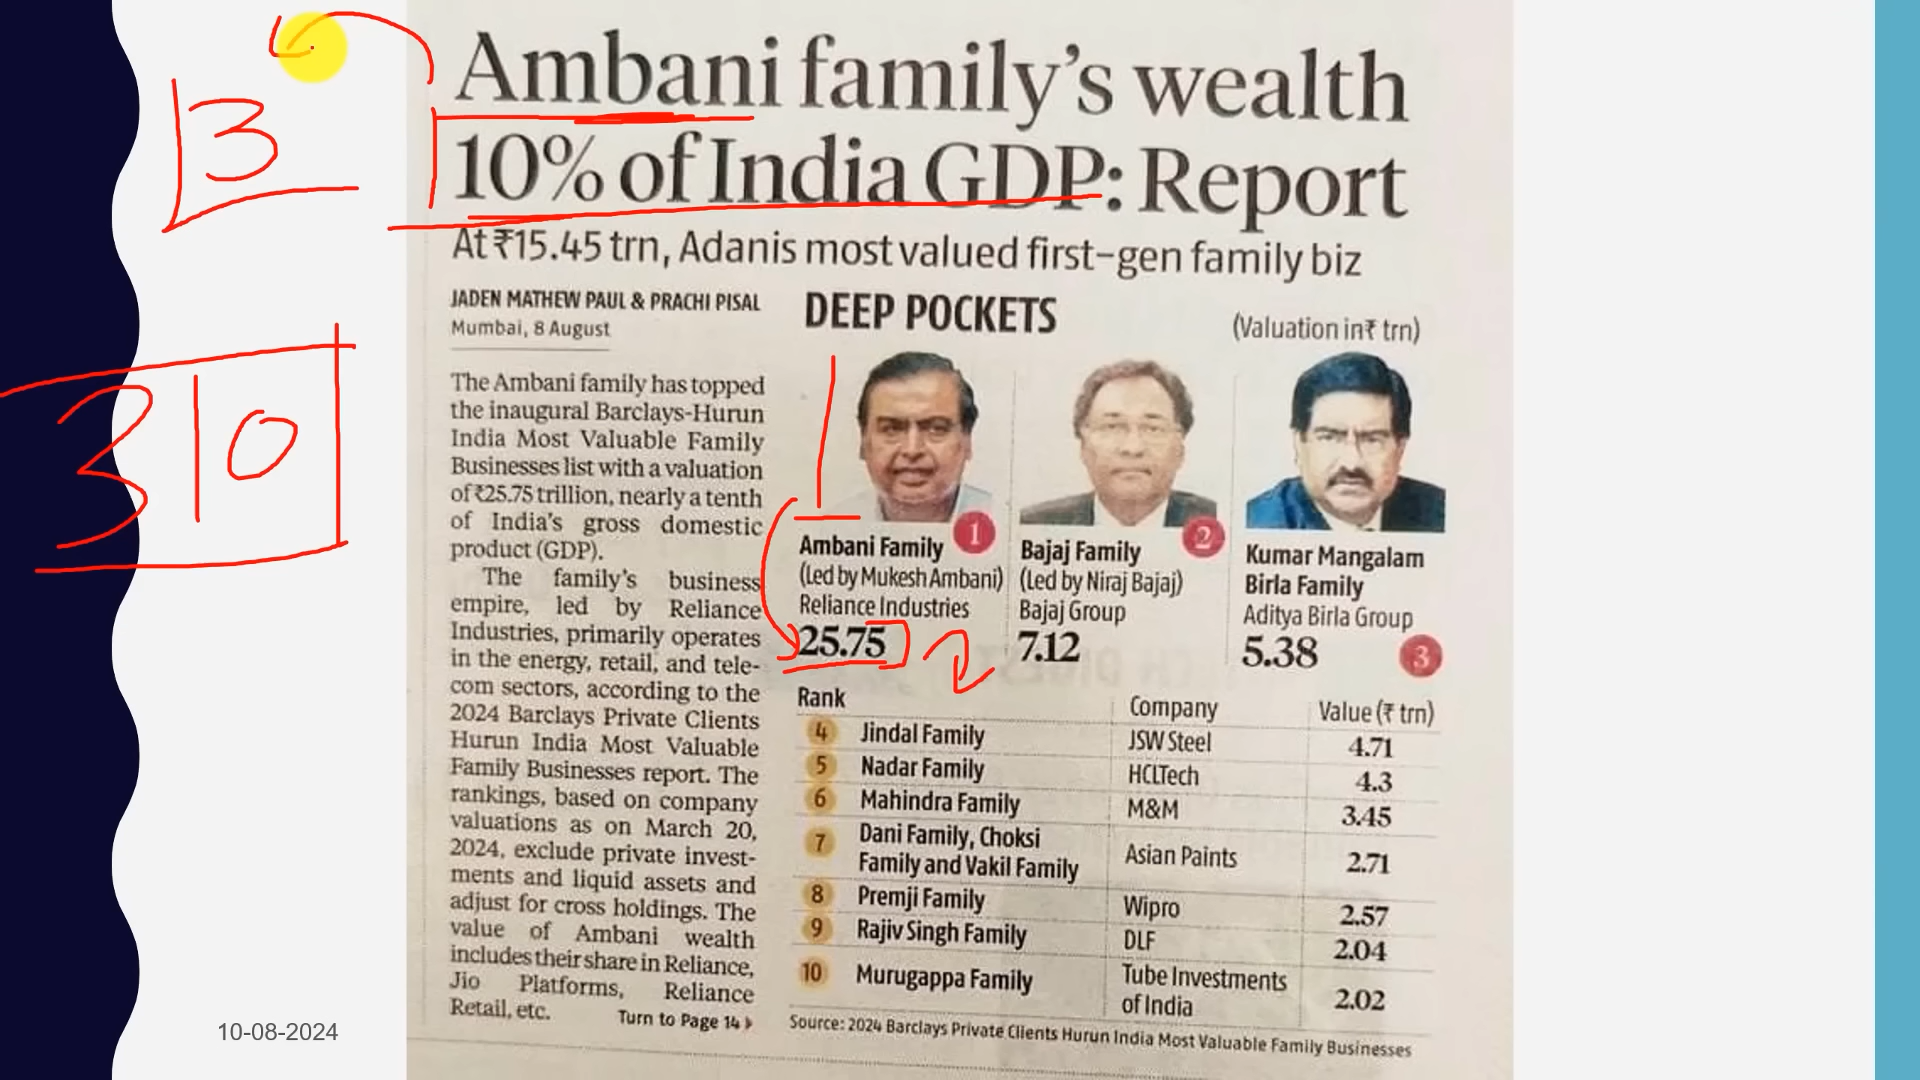 3
Ambani family's wealth
10% of India GDP: Report
At ₹15.45 trn, Adanis most valued first-gen family biz
JADEN MATHEW PAUL & PRACHI PISAL
Mumbai, 8 August
The Ambani family has topped
the inaugural Barclays-Hurun
India Most Valuable Family
Businesses list with a valuation
of ₹25.75 trillion, nearly a tenth
of India's gross domestic
product (GDP).
The family's business
empire, led by Reliance
Industries, primarily operates
in the energy, retail, and tele-
com sectors, according to the
2024 Barclays Private Clients
Hurun India Most Valuable
Family Businesses report. The
rankings, based on company
valuations as on March 20,
2024, exclude private invest-
ments and liquid assets and
adjust for cross holdings. The
value of Ambani wealth
includes their share in Reliance,
Jio Platforms, Reliance
Retail, etc.
Turn to Page 14
DEEP POCKETS
(Valuation in ₹ trn)
1
Ambani Family
(Led by Mukesh Ambani)
Reliance Industries
25.75
2
Bajaj Family
(Led by Niraj Bajaj)
Bajaj Group
7.12
Kumar Mangalam
Birla Family
Aditya Birla Group
5.38
3
Rank Company Value (₹ trn)
4 Jindal Family JSW Steel 4.71
5 Nadar Family HCLTech 4.3
6 Mahindra Family M&M 3.45
7 Dani Family, Choksi
Family and Vakil Family Asian Paints 2.71
8 Premji Family Wipro 2.57
9 Rajiv Singh Family DLF 2.04
10 Murugappa Family Tube Investments
of India 2.02
Source: 2024 Barclays Private Clients Hurun India Most Valuable Family Businesses
10-08-2024